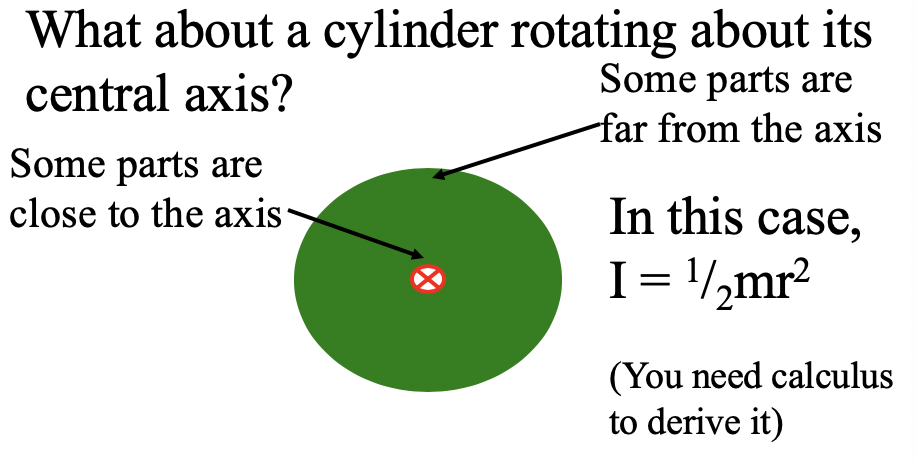 What about a cylinder rotating about its
central axis?
Some parts are
far from the axis
Some parts are
close to the axis
In this case,
I = ¹/₂mr²
(You need calculus
to derive it)